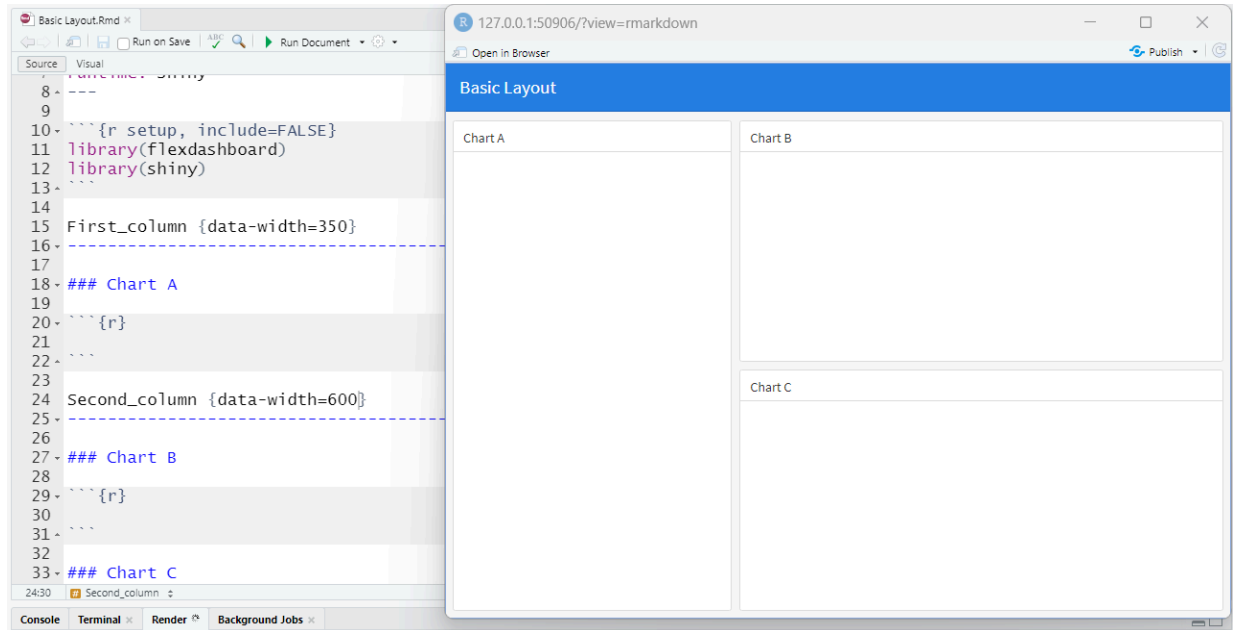 Basic Layout.Rmd
Run on Save
ABC
Run Document
Source Visual
runtime: shiny
8 ---
9
10 ```{r setup, include=FALSE}
11 library(flexdashboard)
12 library(shiny)
13 ```
14
15 First_column {data-width=350}
16 ------------------------------------------
17
18 ### Chart A
19
20 ```{r}
21
22 ```
23
24 Second_column {data-width=600}
25 ------------------------------------------
26
27 ### Chart B
28
29 ```{r}
30
31 ```
32
33 ### Chart C
24:30 # Second_column
Console Terminal Render Background Jobs
R 127.0.0.1:50906/?view=rmarkdown
Open in Browser Publish
Basic Layout
Chart A
Chart B
Chart C